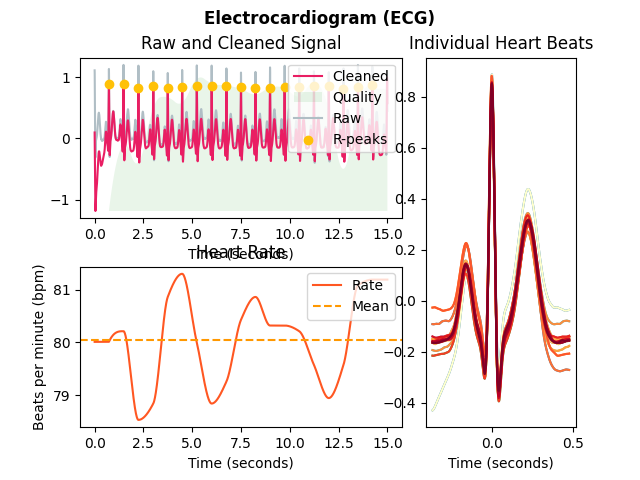 Electrocardiogram (ECG)
Raw and Cleaned Signal
1
0
−1
Cleaned
Quality
Raw
R-peaks
0.0 2.5 5.0 7.5 10.0 12.5 15.0
Time (seconds)
Heart Rate
Beats per minute (bpm)
81
80
79
Rate
Mean
0.0 2.5 5.0 7.5 10.0 12.5 15.0
Time (seconds)
Individual Heart Beats
0.8
0.6
0.4
0.2
0.0
−0.2
−0.4
0.0 0.5
Time (seconds)